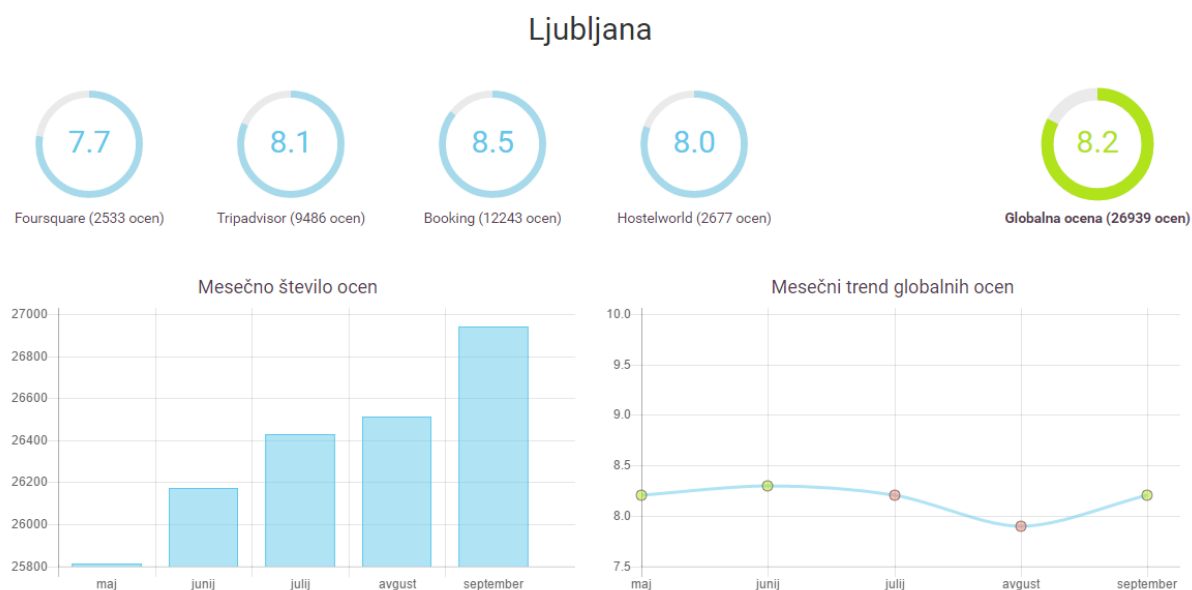 Ljubljana
7.7
8.1
8.5
8.0
8.2
Foursquare (2533 ocen)
Tripadvisor (9486 ocen)
Booking (12243 ocen)
Hostelworld (2677 ocen)
Globalna ocena (26939 ocen)
Mesečno število ocen
27000
26800
26600
26400
26200
26000
25800
maj
junij
julij
avgust
september
Mesečni trend globalnih ocen
10.0
9.5
9.0
8.5
8.0
7.5
maj
junij
julij
avgust
september